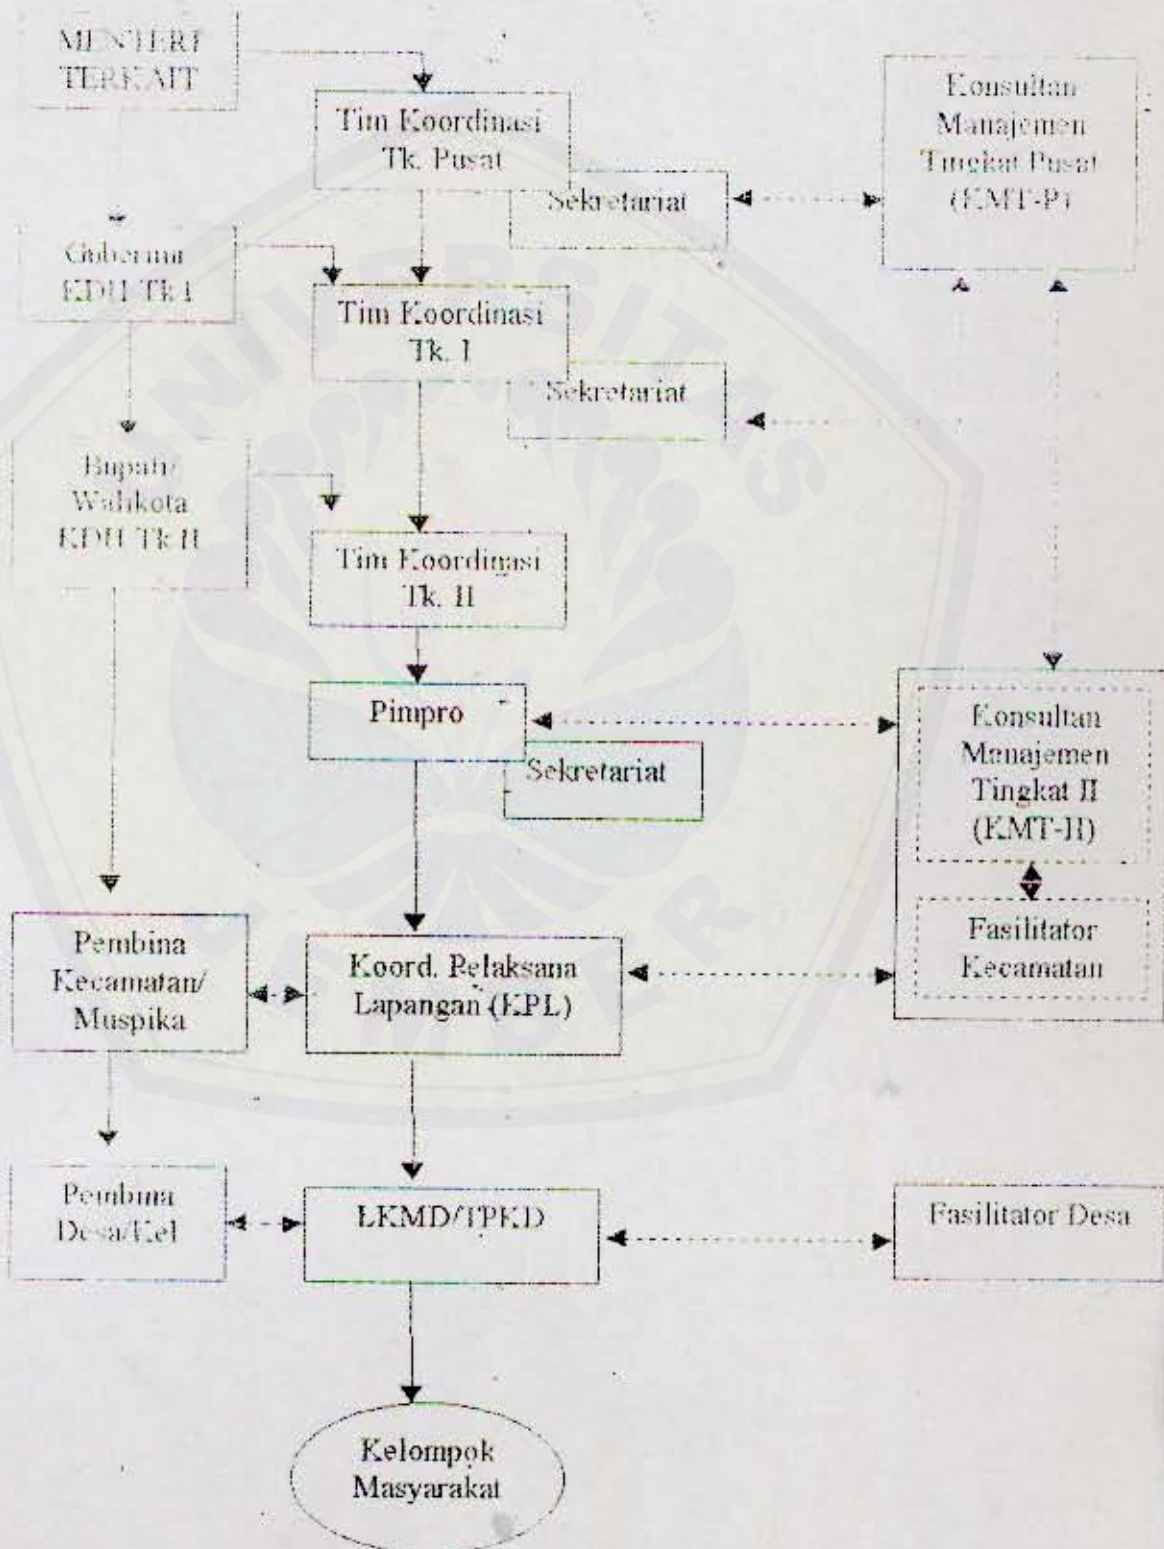 MENTERI
TERKAIT
Tim Koordinasi
Tk. Pusat
Sekretariat
Konsultan
Manajemen
Tingkat Pusat
(KMT-P)
Gubernur
KDH Tk I
Tim Koordinasi
Tk. I
Sekretariat
Bupati/
Walikota
KDH Tk II
Tim Koordinasi
Tk. II
Pimpro
Sekretariat
Konsultan
Manajemen
Tingkat II
(KMT-II)
Fasilitator
Kecamatan
Pembina
Kecamatan/
Muspika
Koord. Pelaksana
Lapangan (KPL)
Pembina
Desa/Kel
LKMD/TPKD
Fasilitator Desa
Kelompok
Masyarakat
UNIVERSITAS
JEMBER